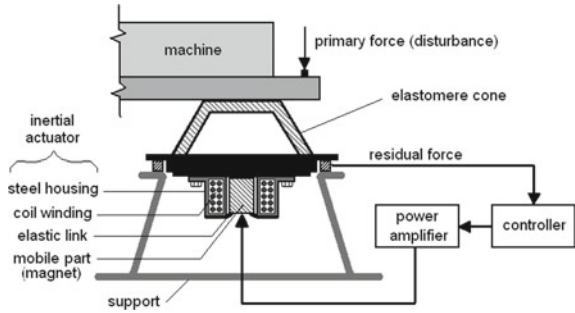 machine
primary force (disturbance)
elastomere cone
inertial
actuator
residual force
steel housing
coil winding
elastic link
mobile part
(magnet)
power
amplifier
controller
support